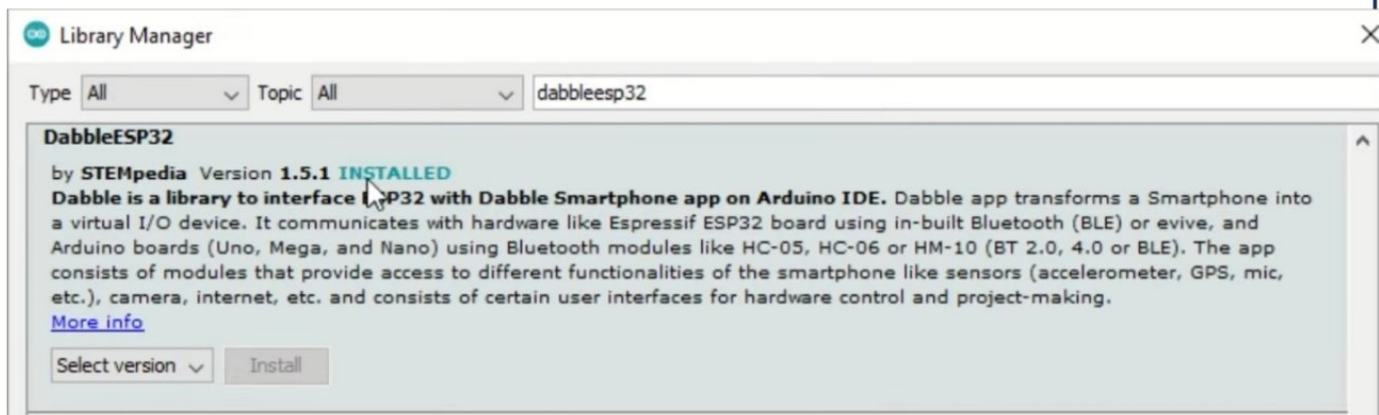 Library Manager
Type All Topic All dabbleesp32
DabbleESP32
by STEMpedia Version 1.5.1 INSTALLED
Dabble is a library to interface ESP32 with Dabble Smartphone app on Arduino IDE. Dabble app transforms a Smartphone into
a virtual I/O device. It communicates with hardware like Espressif ESP32 board using in-built Bluetooth (BLE) or evive, and
Arduino boards (Uno, Mega, and Nano) using Bluetooth modules like HC-05, HC-06 or HM-10 (BT 2.0, 4.0 or BLE). The app
consists of modules that provide access to different functionalities of the smartphone like sensors (accelerometer, GPS, mic,
etc.), camera, internet, etc. and consists of certain user interfaces for hardware control and project-making.
More info
Select version Install